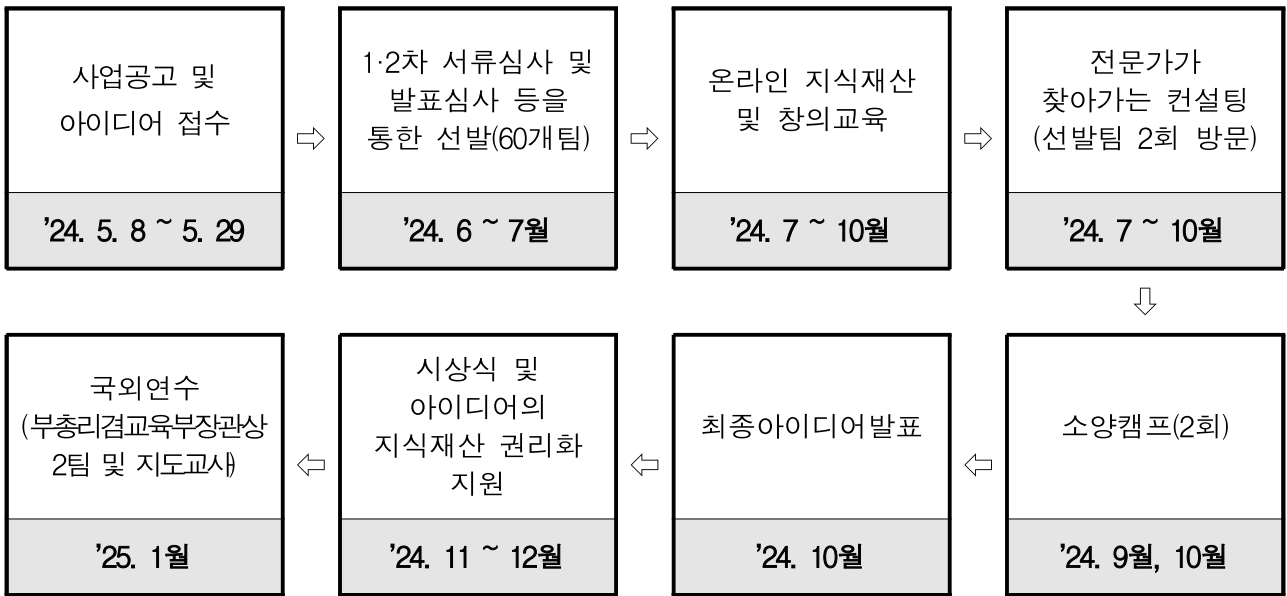 사업공고 및
아이디어 접수
'24. 5. 8 ~ 5. 29
⇨
1·2차 서류심사 및
발표심사 등을
통한 선발(60개팀)
'24. 6 ~ 7월
⇨
온라인 지식재산
및 창의교육
'24. 7 ~ 10월
⇨
전문가가
찾아가는 컨설팅
(선발팀 2회 방문)
'24. 7 ~ 10월
⇩
소양캠프(2회)
'24. 9월, 10월
⇦
최종아이디어발표
'24. 10월
⇦
시상식 및
아이디어의
지식재산 권리화
지원
'24. 11 ~ 12월
⇦
국외연수
(부총리겸교육부장관상
2팀 및 지도교사)
'25. 1월